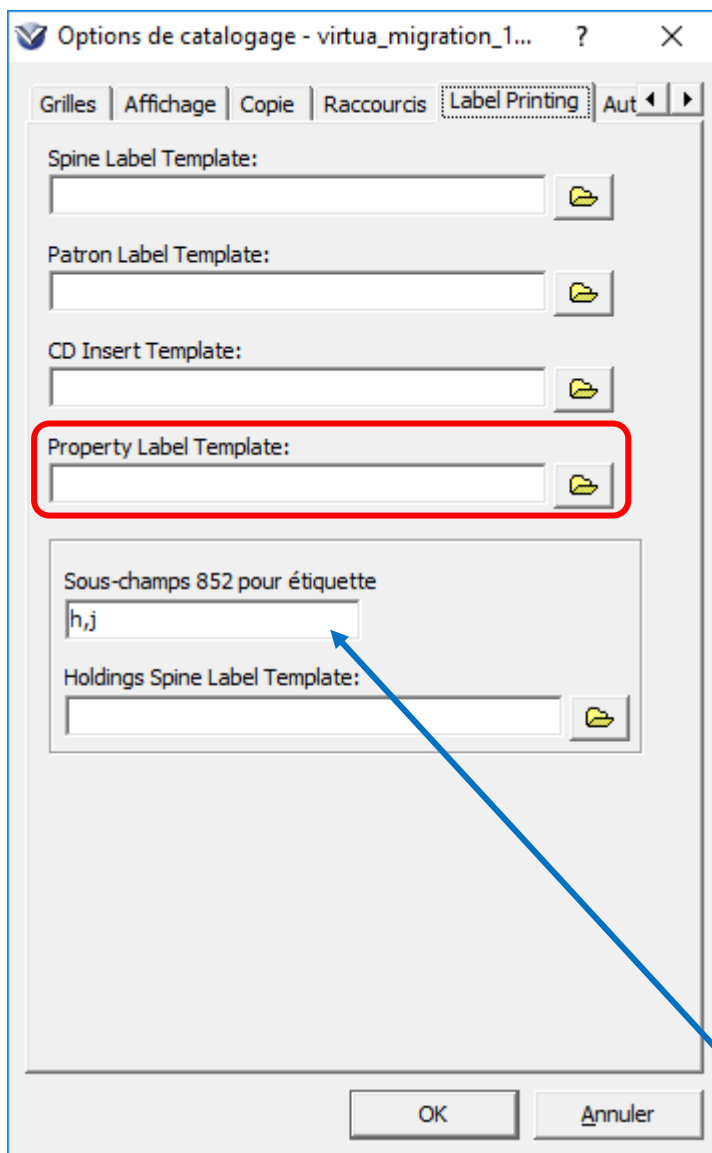 Options de catalogage - virtua_migration_1...
Grilles Affichage Copie Raccourcis Label Printing Aut
Spine Label Template:
Patron Label Template:
CD Insert Template:
Property Label Template:
Sous-champs 852 pour étiquette
h,j
Holdings Spine Label Template:
OK Annuler